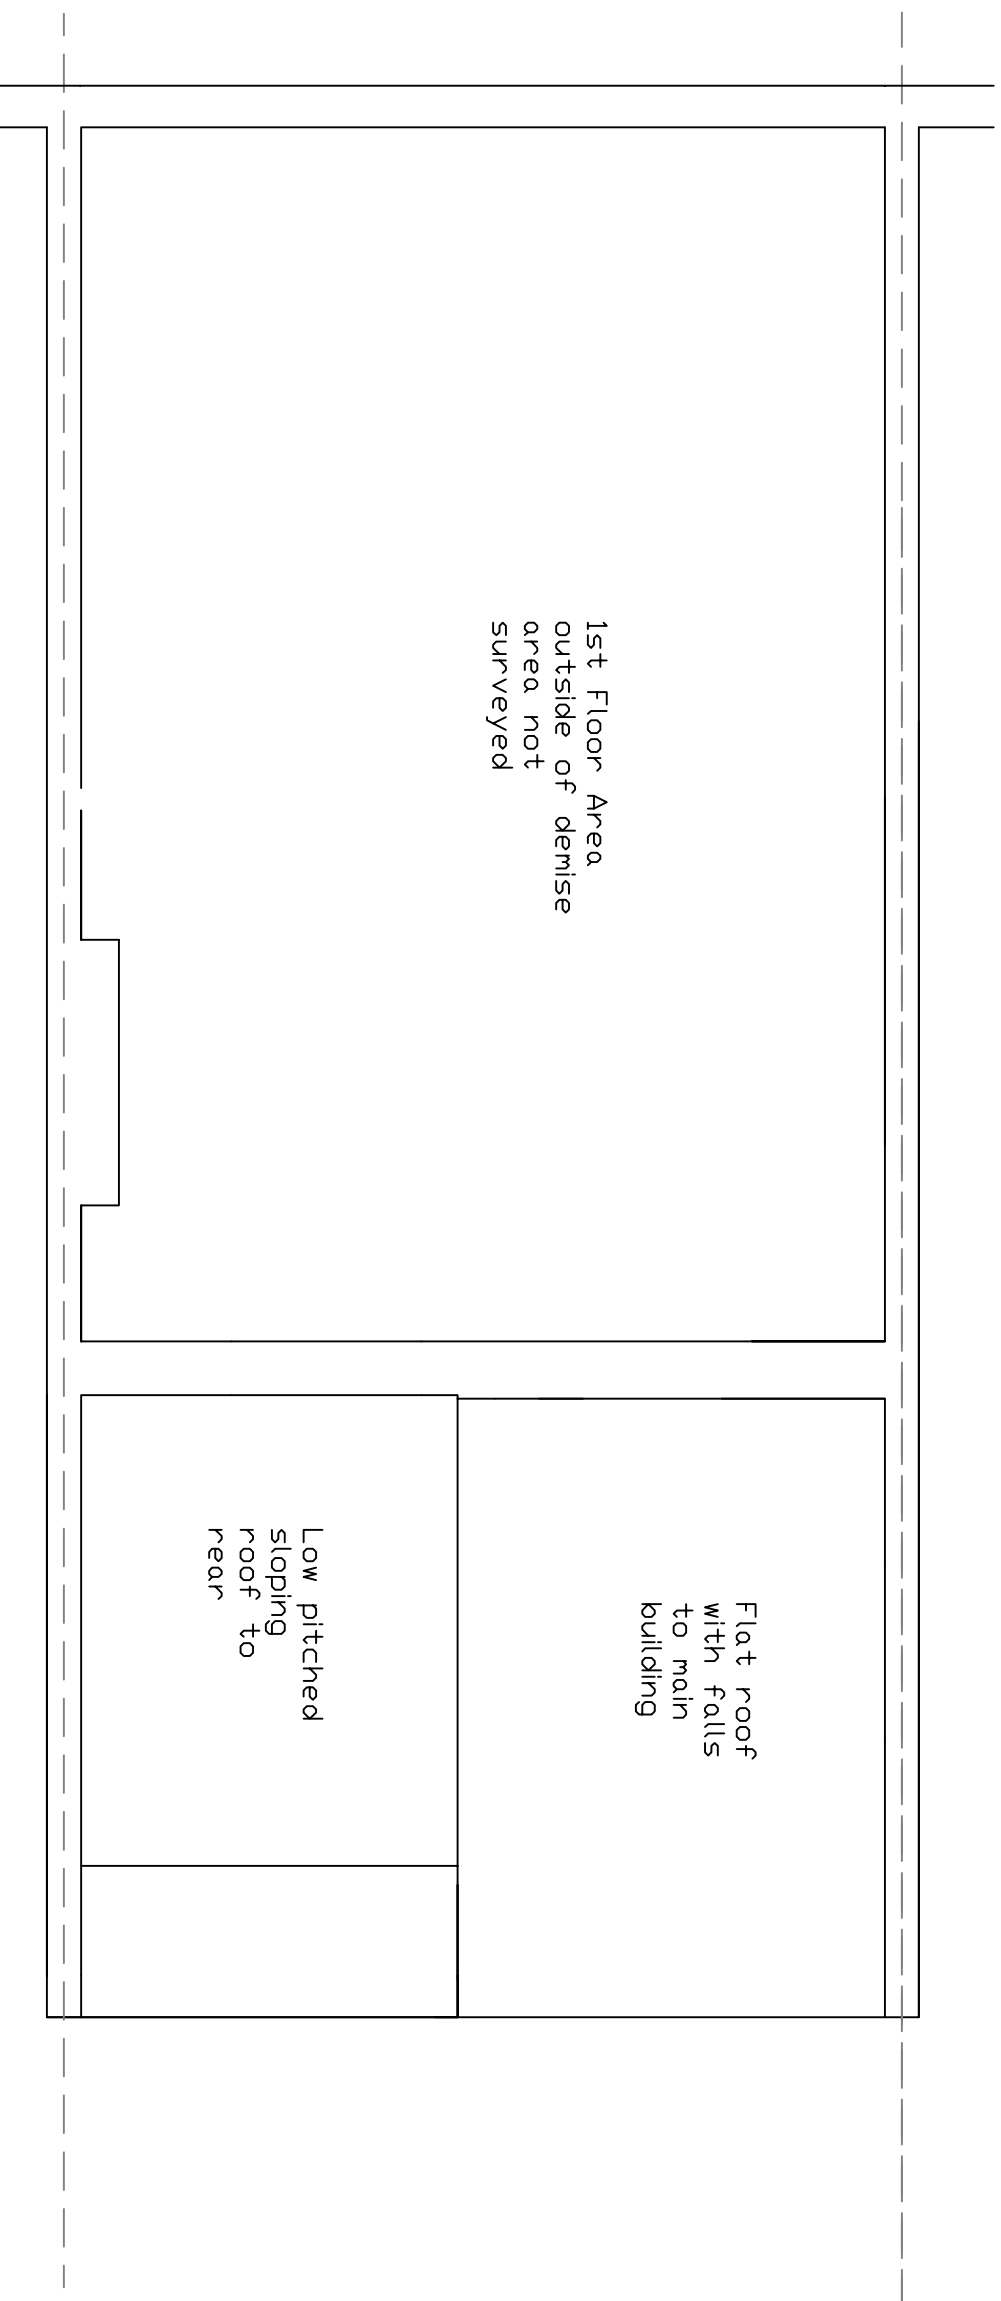 1st Floor Area
outside of demise
area not
surveyed
Flat roof
with falls
to main
building
Low pitched
sloping
roof to
rear